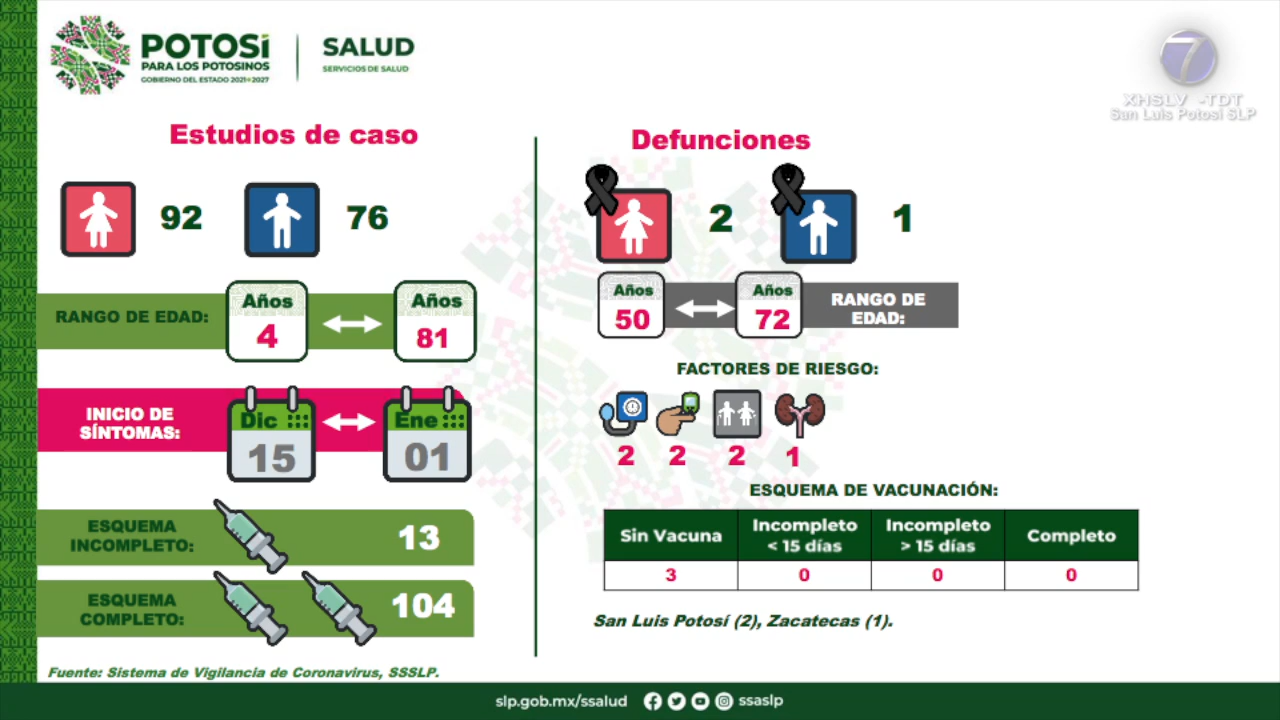 POTOSÍ
PARA LOS POTOSINOS
GOBIERNO DEL ESTADO 2021-2027
SALUD
SERVICIOS DE SALUD
7
XHSLV -TDT
San Luis Potosí SLP
Estudios de caso
92
76
RANGO DE EDAD:
Años
4
Años
81
INICIO DE
SÍNTOMAS:
Dic
15
Ene
01
ESQUEMA
INCOMPLETO:
13
ESQUEMA
COMPLETO:
104
Fuente: Sistema de Vigilancia de Coronavirus, SSSLP.
Defunciones
2
1
Años
50
Años
72
RANGO DE
EDAD:
FACTORES DE RIESGO:
2
2
2
1
ESQUEMA DE VACUNACIÓN:
Sin Vacuna
Incompleto
< 15 días
Incompleto
> 15 días
Completo
3
0
0
0
San Luis Potosí (2), Zacatecas (1).
slp.gob.mx/ssalud
ssaslp